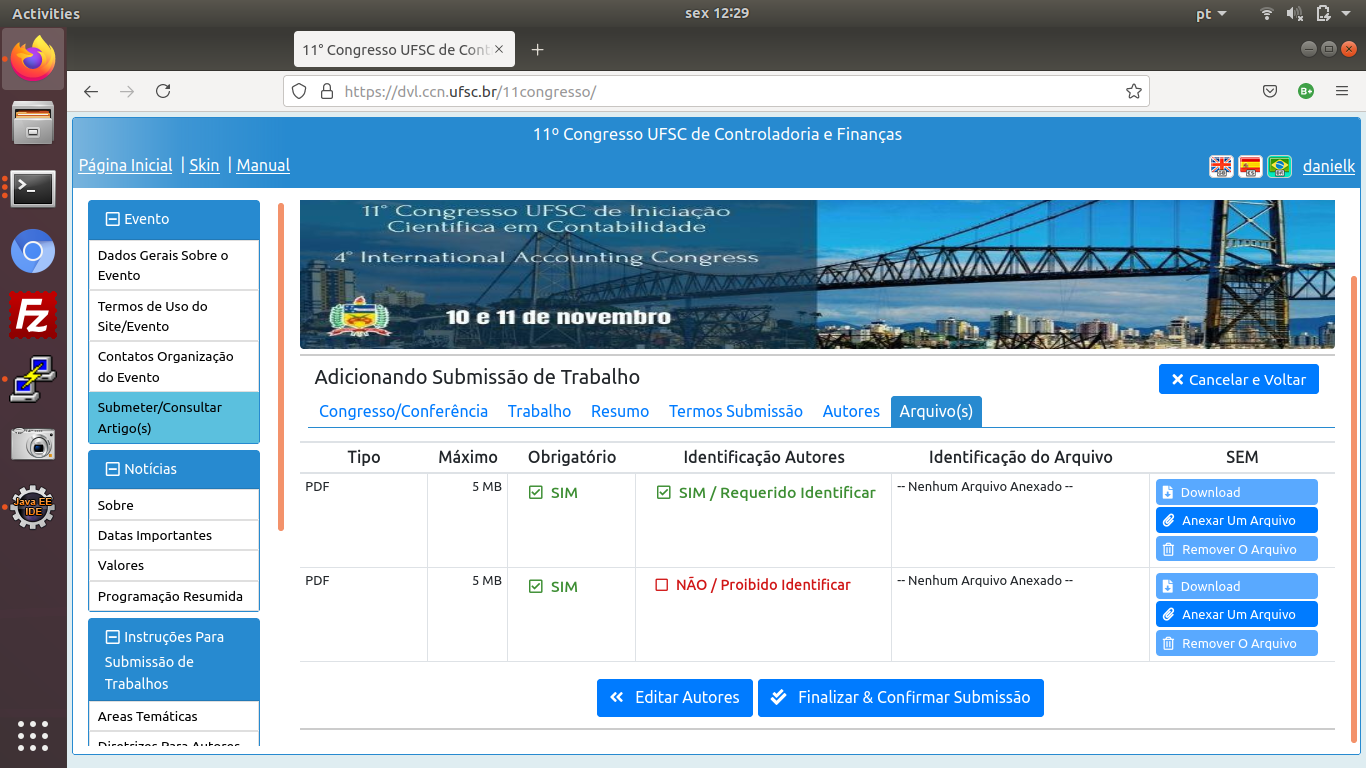 Activities
sex 12:29
pt
11° Congresso UFSC de Cont
https://dvl.ccn.ufsc.br/11congresso/
11º Congresso UFSC de Controladoria e Finanças
Página Inicial | Skin | Manual
danielk
Evento
Dados Gerais Sobre o
Evento
Termos de Uso do
Site/Evento
Contatos Organização
do Evento
Submeter/Consultar
Artigo(s)
Notícias
Sobre
Datas Importantes
Valores
Programação Resumida
Instruções Para
Submissão de
Trabalhos
Areas Temáticas
Diretrizes Para Autores
11° Congresso UFSC de Iniciação
Científica em Contabilidade
4° International Accounting Congress
10 e 11 de novembro
Adicionando Submissão de Trabalho
Cancelar e Voltar
Congresso/Conferência Trabalho Resumo Termos Submissão Autores Arquivo(s)
Tipo Máximo Obrigatório Identificação Autores Identificação do Arquivo SEM
PDF 5 MB SIM SIM / Requerido Identificar -- Nenhum Arquivo Anexado -- Download
Anexar Um Arquivo
Remover O Arquivo
PDF 5 MB SIM NÃO / Proibido Identificar -- Nenhum Arquivo Anexado -- Download
Anexar Um Arquivo
Remover O Arquivo
Editar Autores Finalizar & Confirmar Submissão
Java EE
IDE